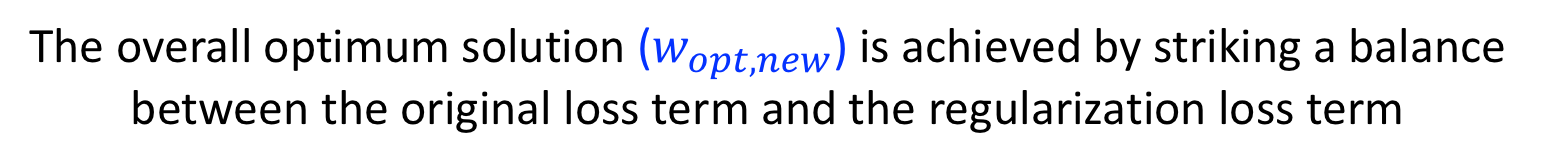 The overall optimum solution (w_{opt,new}) is achieved by striking a balance
between the original loss term and the regularization loss term